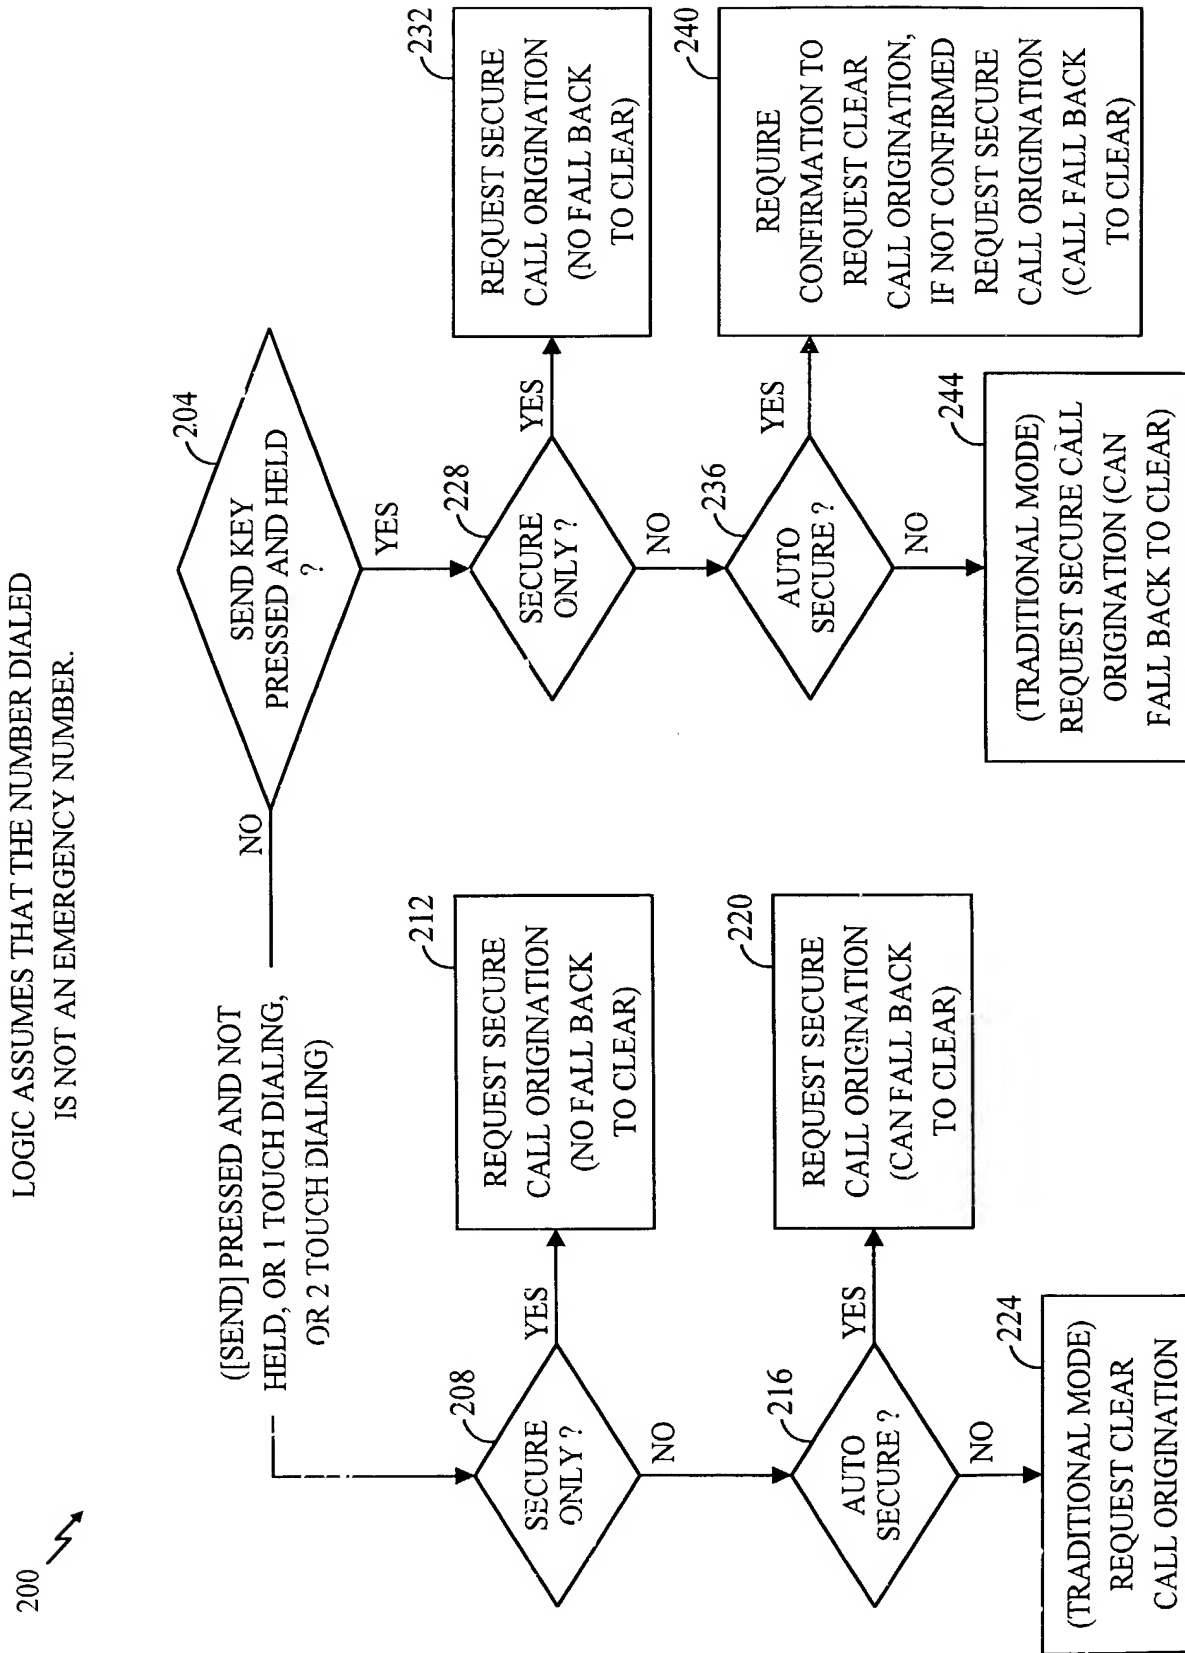 200
LOGIC ASSUMES THAT THE NUMBER DIALED
IS NOT AN EMERGENCY NUMBER.
204
SEND KEY
PRESSED AND HELD
?
NO
YES
([SEND] PRESSED AND NOT
HELD, OR 1 TOUCH DIALING,
OR 2 TOUCH DIALING)
208
SECURE
ONLY ?
YES
NO
212
REQUEST SECURE
CALL ORIGINATION
(NO FALL BACK
TO CLEAR)
216
AUTO
SECURE ?
YES
NO
220
REQUEST SECURE
CALL ORIGINATION
(CAN FALL BACK
TO CLEAR)
224
(TRADITIONAL MODE)
REQUEST CLEAR
CALL ORIGINATION
228
SECURE
ONLY ?
YES
NO
232
REQUEST SECURE
CALL ORIGINATION
(NO FALL BACK
TO CLEAR)
236
AUTO
SECURE ?
YES
NO
240
REQUIRE
CONFIRMATION TO
REQUEST CLEAR
CALL ORIGINATION,
IF NOT CONFIRMED
REQUEST SECURE
CALL ORIGINATION
(CALL FALL BACK
TO CLEAR)
244
(TRADITIONAL MODE)
REQUEST SECURE CALL
ORIGINATION (CAN
FALL BACK TO CLEAR)